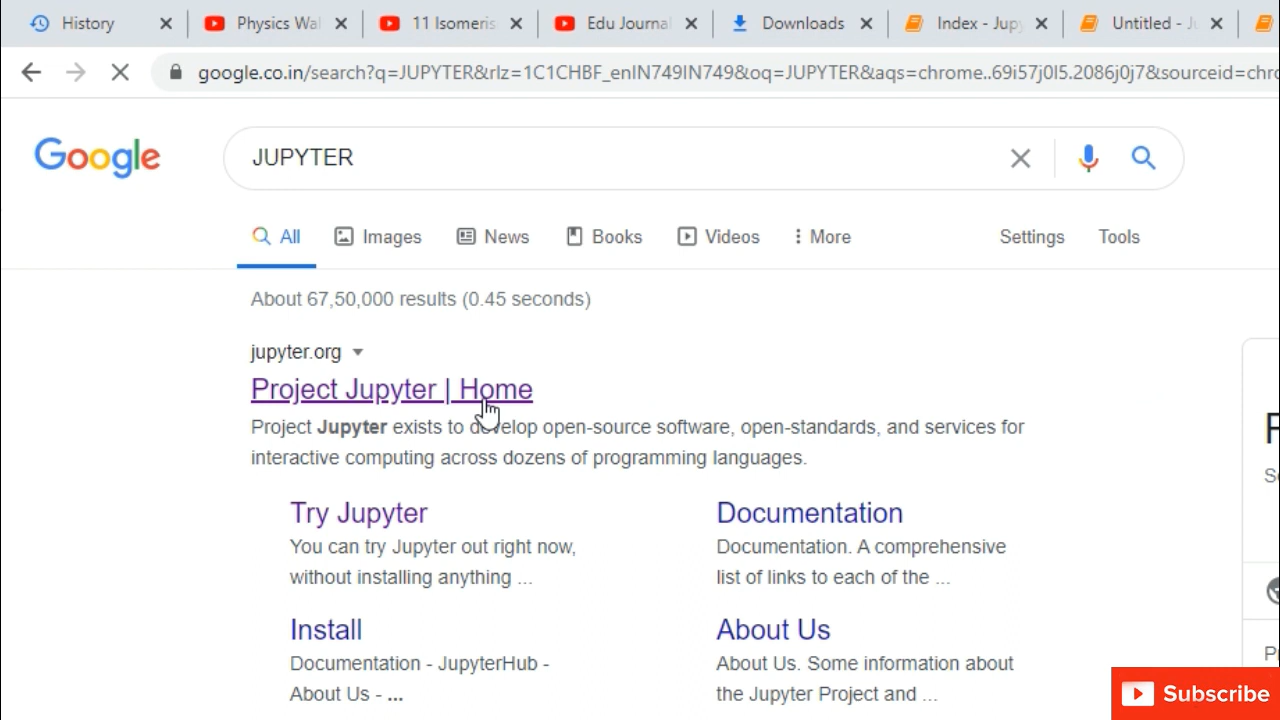 History
Physics Wal
11 Isomeris
Edu Journa
Downloads
Index - Jupy
Untitled - Ju
google.co.in/search?q=JUPYTER&rlz=1C1CHBF_enIN749IN749&oq=JUPYTER&aqs=chrome..69i57j0l5.2086j0j7&sourceid=chro
Google
JUPYTER
All
Images
News
Books
Videos
More
Settings
Tools
About 67,50,000 results (0.45 seconds)
jupyter.org
Project Jupyter | Home
Project Jupyter exists to develop open-source software, open-standards, and services for
interactive computing across dozens of programming languages.
Try Jupyter
You can try Jupyter out right now,
without installing anything ...
Documentation
Documentation. A comprehensive
list of links to each of the ...
Install
Documentation - JupyterHub -
About Us - ...
About Us
About Us. Some information about
the Jupyter Project and ...
Subscribe